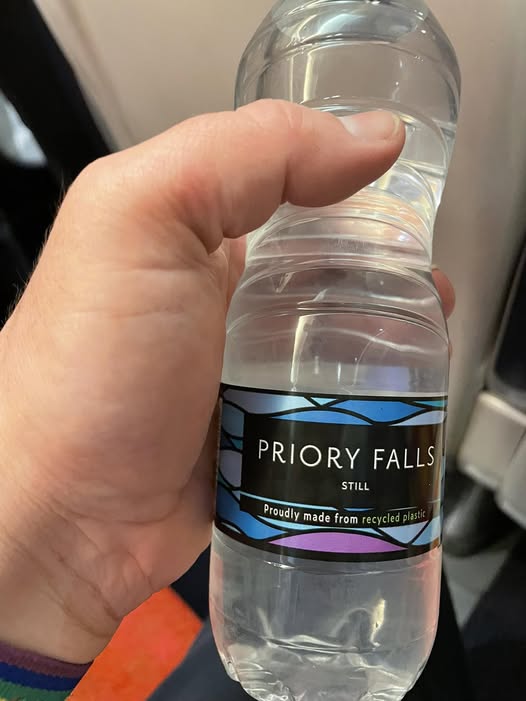 PRIORY FALLS
STILL
Proudly made from recycled plastic